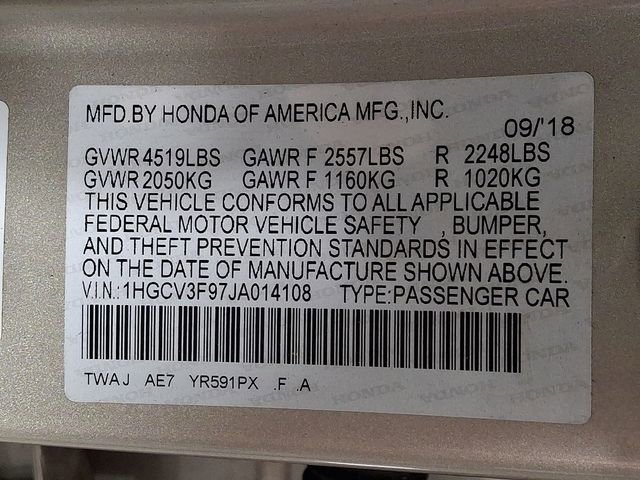 MFD.BY HONDA OF AMERICA MFG.,INC.
09/'18
GVWR 4519LBS GAWR F 2557LBS R 2248LBS
GVWR 2050KG GAWR F 1160KG R 1020KG
THIS VEHICLE CONFORMS TO ALL APPLICABLE
FEDERAL MOTOR VEHICLE SAFETY , BUMPER,
AND THEFT PREVENTION STANDARDS IN EFFECT
ON THE DATE OF MANUFACTURE SHOWN ABOVE.
V.I.N.:1HGCV3F97JA014108 TYPE:PASSENGER CAR
TWAJ AE7 YR591PX .F .A